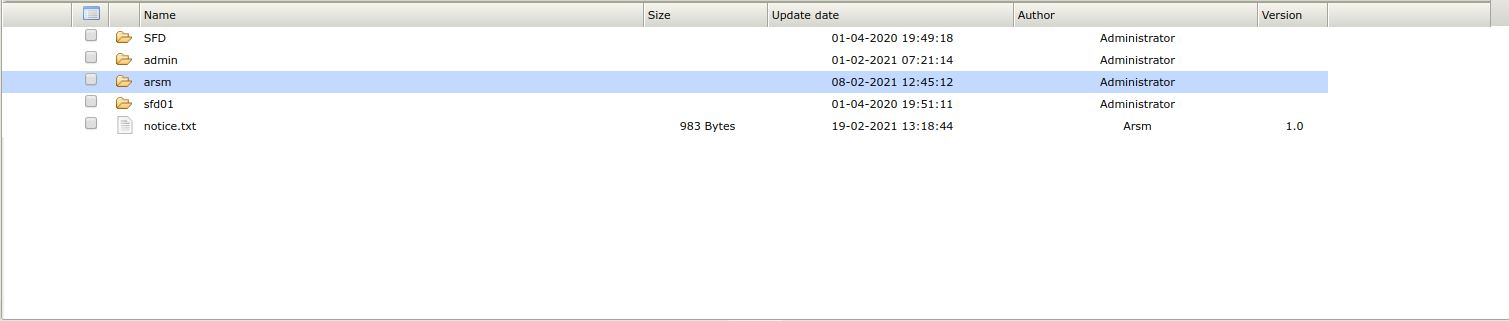 Name Size Update date Author Version
SFD 01-04-2020 19:49:18 Administrator
admin 01-02-2021 07:21:14 Administrator
arsm 08-02-2021 12:45:12 Administrator
sfd01 01-04-2020 19:51:11 Administrator
notice.txt 983 Bytes 19-02-2021 13:18:44 Arsm 1.0